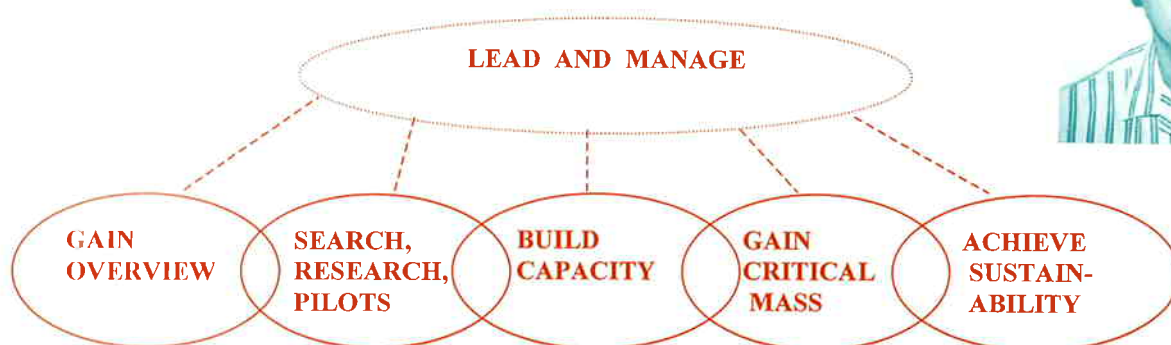 LEAD AND MANAGE
GAIN
OVERVIEW
SEARCH,
RESEARCH,
PILOTS
BUILD
CAPACITY
GAIN
CRITICAL
MASS
ACHIEVE
SUSTAIN-
ABILITY